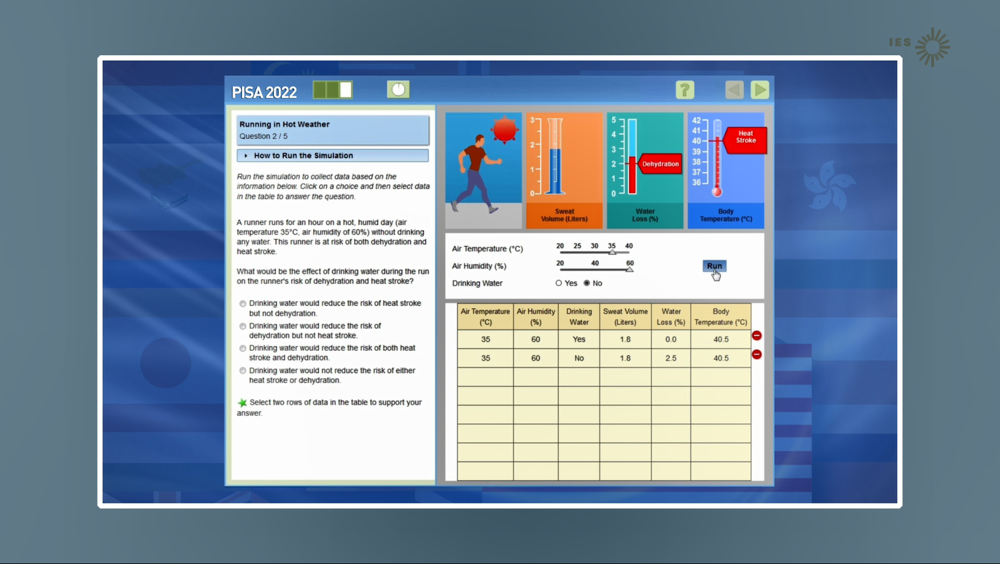 IES
PISA 2022
?
Running in Hot Weather
Question 2 / 5
How to Run the Simulation
Run the simulation to collect data based on the
information below. Click on a choice and then select data
in the table to answer the question.
A runner runs for an hour on a hot, humid day (air
temperature 35°C, air humidity of 60%) without drinking
any water. This runner is at risk of both dehydration and
heat stroke.
What would be the effect of drinking water during the run
on the runner's risk of dehydration and heat stroke?
Drinking water would reduce the risk of heat stroke
but not dehydration.
Drinking water would reduce the risk of
dehydration but not heat stroke.
Drinking water would reduce the risk of both heat
stroke and dehydration.
Drinking water would not reduce the risk of either
heat stroke or dehydration.
Select two rows of data in the table to support your
answer.
3
2
1
0
Sweat
Volume (Liters)
5
4
3
2
1
0
Dehydration
Water
Loss (%)
42
41
40
39
38
37
36
Heat
Stroke
Body
Temperature (°C)
Air Temperature (°C) 20 25 30 35 40
Air Humidity (%) 20 40 60
Run
Drinking Water Yes No
Air Temperature (°C) Air Humidity (%) Drinking Water Sweat Volume (Liters) Water Loss (%) Body Temperature (°C)
35 60 Yes 1.8 0.0 40.5
35 60 No 1.8 2.5 40.5